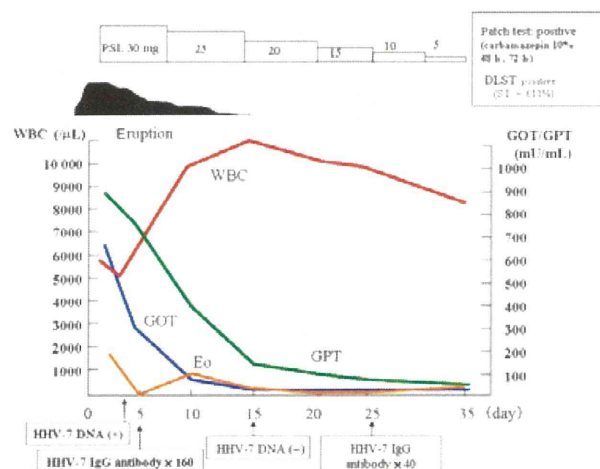 PSL 30 mg
25
20
15
10
5
Patch test: positive
(carbamazepin 10%,
48 h, 72 h)
DLST positive
WBC (/μL)
Eruption
GOT/GPT
(mU/mL)
WBC
10 000
9000
8000
7000
6000
5000
4000
3000
2000
1000
1000
900
800
700
600
500
400
300
200
100
GOT
Eo
GPT
0
5
10
15
20
25
35
(day)
HHV-7 DNA (+)
HHV-7 IgG antibody × 160
HHV-7 DNA (−)
HHV-7 IgG
antibody × 40